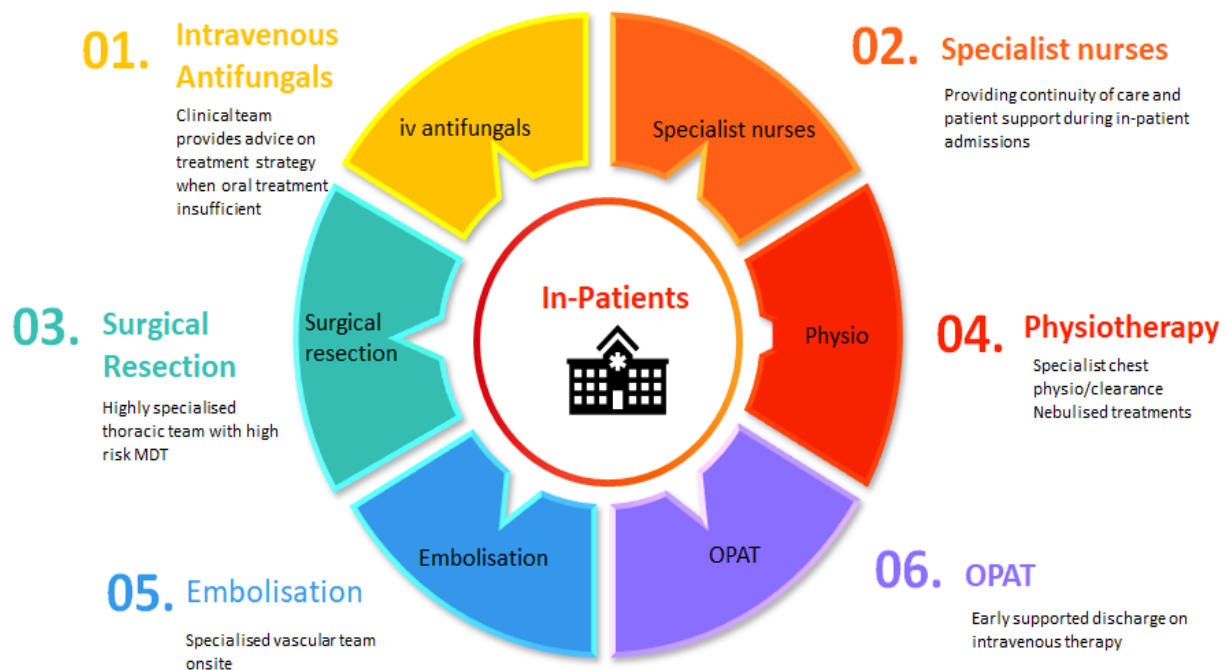 01.
Intravenous
Antifungals
Clinical team
provides advice on
treatment strategy
when oral treatment
insufficient
02.
Specialist nurses
Providing continuity of care and
patient support during in-patient
admissions
iv antifungals
Specialist nurses
03.
Surgical
Resection
Highly specialised
thoracic team with high
risk MDT
Surgical
resection
In-Patients
Physio
04.
Physiotherapy
Specialist chest
physio/clearance
Nebulised treatments
Embolisation
OPAT
05.
Embolisation
Specialised vascular team
onsite
06.
OPAT
Early supported discharge on
intravenous therapy